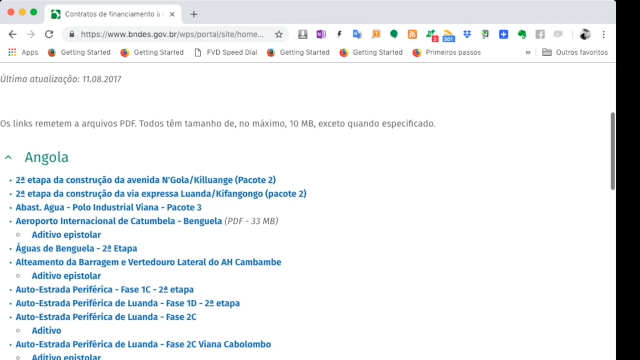 Contratos de financiamento à e
https://www.bndes.gov.br/wps/portal/site/home...
Apps Getting Started Getting Started FVD Speed Dial Getting Started Getting Started Primeiros passos » Outros favoritos
Última atualização: 11.08.2017
Os links remetem a arquivos PDF. Todos têm tamanho de, no máximo, 10 MB, exceto quando especificado.
Angola
2ª etapa da construção da avenida N'Gola/Killuange (Pacote 2)
2ª etapa da construção da via expressa Luanda/Kifangongo (pacote 2)
Abast. Agua - Polo Industrial Viana - Pacote 3
Aeroporto Internacional de Catumbela - Benguela (PDF - 33 MB)
Aditivo epistolar
Águas de Benguela - 2ª Etapa
Alteamento da Barragem e Vertedouro Lateral do AH Cambambe
Aditivo epistolar
Auto-Estrada Periférica - Fase 1C - 2ª etapa
Auto-Estrada Periférica de Luanda - Fase 1D - 2ª etapa
Auto-Estrada Periférica de Luanda - Fase 2C
Aditivo
Auto-Estrada Periférica de Luanda - Fase 2C Viana Cabolombo
Aditivo epistolar